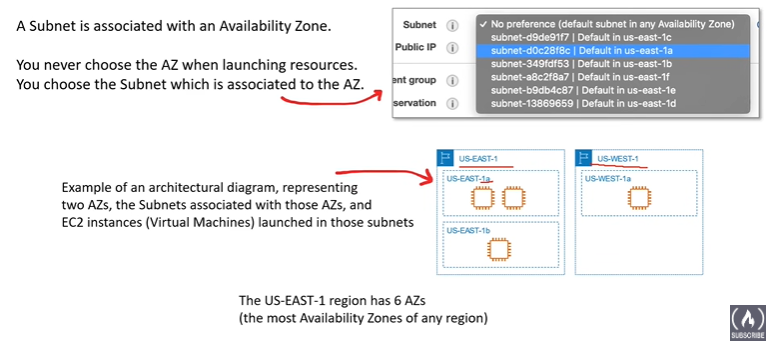 A Subnet is associated with an Availability Zone.
You never choose the AZ when launching resources.
You choose the Subnet which is associated to the AZ.
Subnet
Public IP
ent group
servation
✓ No preference (default subnet in any Availability Zone)
subnet-d9de91f7 | Default in us-east-1c
subnet-d0c28f8c | Default in us-east-1a
subnet-349fdf53 | Default in us-east-1b
subnet-a8c2f8a7 | Default in us-east-1f
subnet-b9db4c87 | Default in us-east-1e
subnet-13869659 | Default in us-east-1d
Example of an architectural diagram, representing
two AZs, the Subnets associated with those AZs, and
EC2 instances (Virtual Machines) launched in those subnets
US-EAST-1
US-EAST-1a
US-EAST-1b
US-WEST-1
US-WEST-1a
The US-EAST-1 region has 6 AZs
(the most Availability Zones of any region)
SUBSCRIBE